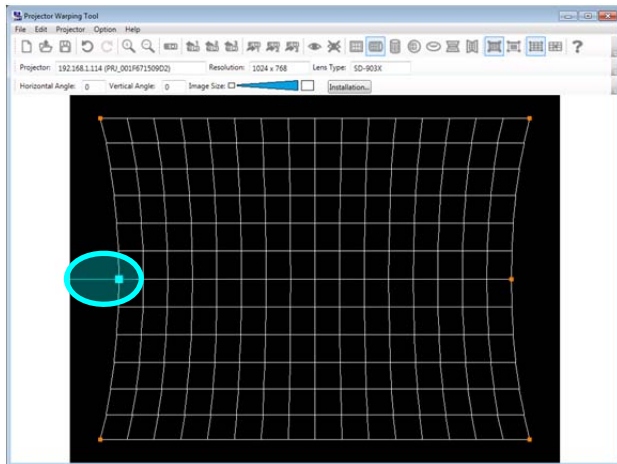 Projector Warping Tool
File Edit Projector Option Help
Projector: 192.168.1.114 (PRJ_001F671509D2) Resolution: 1024 x 768 Lens Type: SD-903X
Horizontal Angle: 0 Vertical Angle: 0 Image Size: Installation...